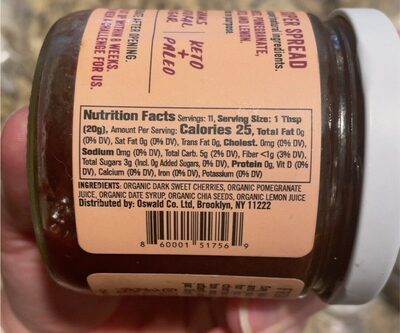 PER SPREAD
natural ingredients.
POMEGRANATE,
AND LEMON.
KETO
+
PALEO
AFTER OPENING.
WITHIN 8 WEEKS.
A CHALLENGE FOR US.
Nutrition Facts Servings: 11, Serving Size: 1 Tbsp
(20g), Amount Per Serving: Calories 25, Total Fat 0g
(0% DV), Sat Fat 0g (0% DV), Trans Fat 0g, Cholest. 0mg (0% DV),
Sodium 0mg (0% DV), Total Carb. 5g (2% DV), Fiber <1g (3% DV),
Total Sugars 3g (Incl. 0g Added Sugars, 0% DV), Protein 0g, Vit D (0%
DV), Calcium (0% DV), Iron (0% DV), Potassium (0% DV)
INGREDIENTS: ORGANIC DARK SWEET CHERRIES, ORGANIC POMEGRANATE
JUICE, ORGANIC DATE SYRUP, ORGANIC CHIA SEEDS, ORGANIC LEMON JUICE
Distributed by: Oswald Co. Ltd, Brooklyn, NY 11222
8 60001 51756 9